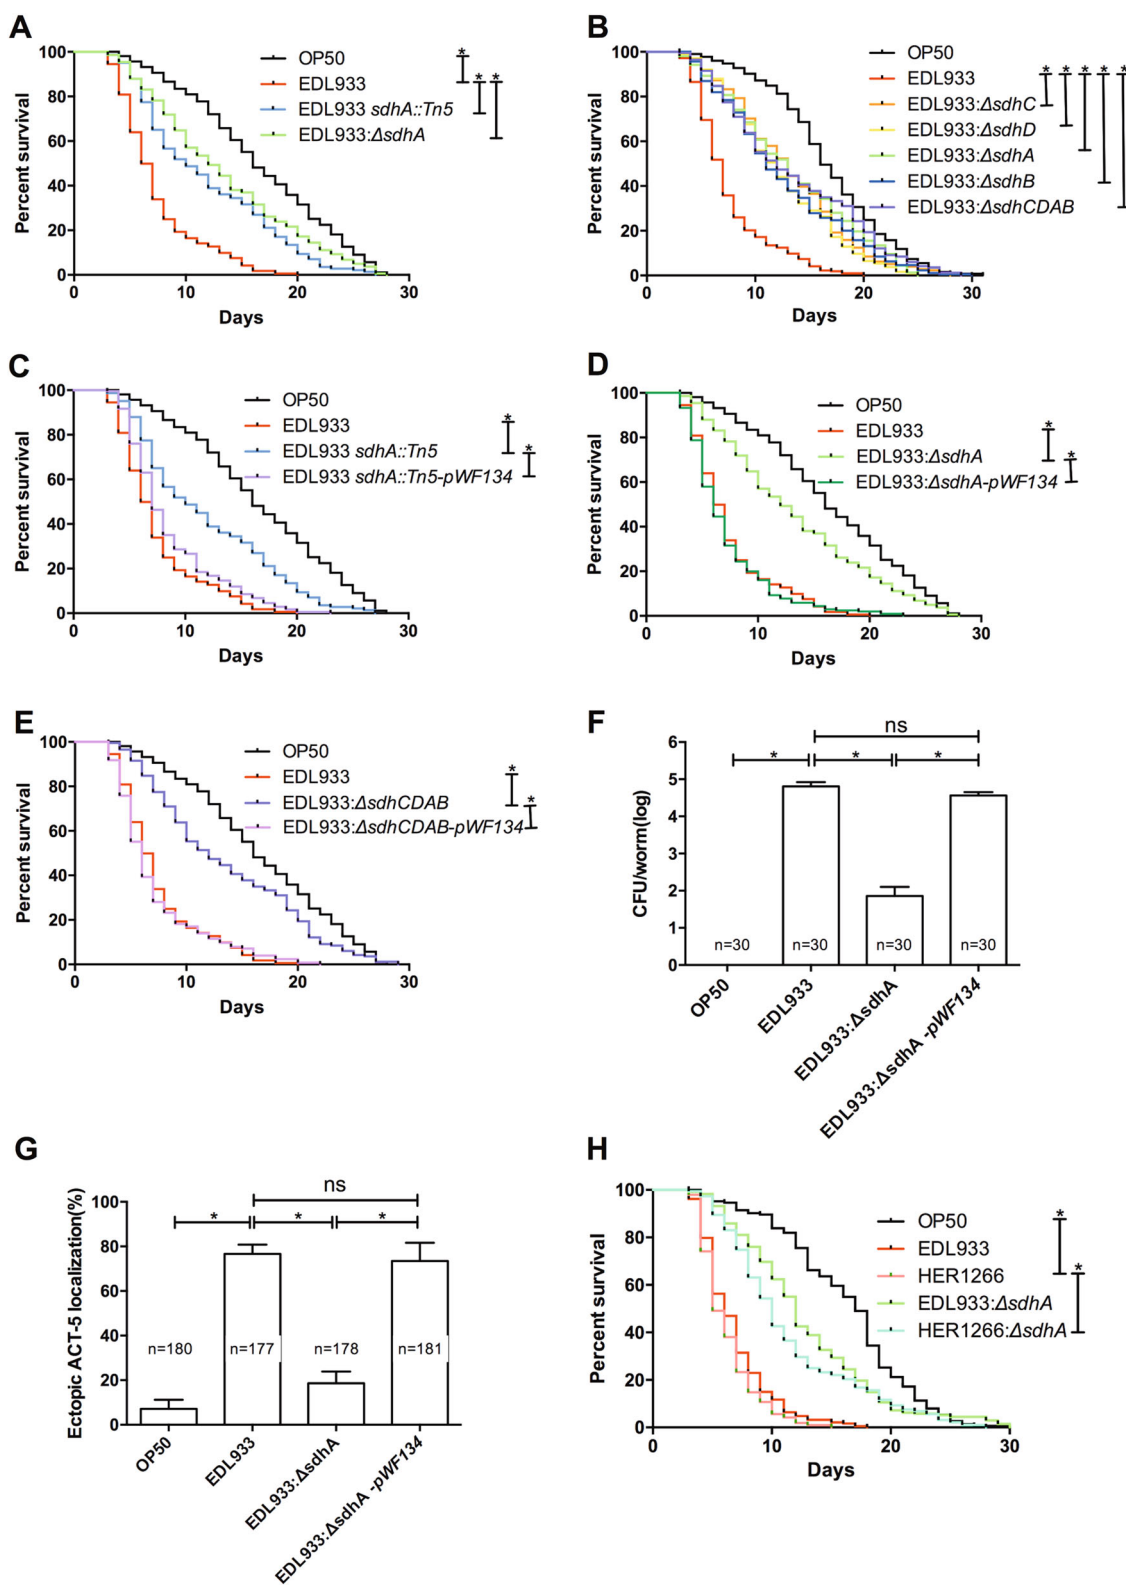 A
Percent survival
100
80
60
40
20
0
0 10 20 30
Days
OP50
EDL933
EDL933 sdhA::Tn5
EDL933:ΔsdhA
* * *
B
Percent survival
100
80
60
40
20
0
0 10 20 30
Days
OP50
EDL933
EDL933:ΔsdhC
EDL933:ΔsdhD
EDL933:ΔsdhA
EDL933:ΔsdhB
EDL933:ΔsdhCDAB
* * * * *
C
Percent survival
100
80
60
40
20
0
0 10 20 30
Days
OP50
EDL933
EDL933 sdhA::Tn5
EDL933 sdhA::Tn5-pWF134
* *
D
Percent survival
100
80
60
40
20
0
0 10 20 30
Days
OP50
EDL933
EDL933:ΔsdhA
EDL933:ΔsdhA-pWF134
* *
E
Percent survival
100
80
60
40
20
0
0 10 20 30
Days
OP50
EDL933
EDL933:ΔsdhCDAB
EDL933:ΔsdhCDAB-pWF134
* *
F
CFU/worm(log)
6
5
4
3
2
1
0
ns
* * *
n=30 n=30 n=30 n=30
OP50
EDL933
EDL933:ΔsdhA
EDL933:ΔsdhA -pWF134
G
Ectopic ACT-5 localization(%)
100
80
60
40
20
0
ns
* * *
n=180 n=177 n=178 n=181
OP50
EDL933
EDL933:ΔsdhA
EDL933:ΔsdhA -pWF134
H
Percent survival
100
80
60
40
20
0
0 10 20 30
Days
OP50
EDL933
HER1266
EDL933:ΔsdhA
HER1266:ΔsdhA
* *